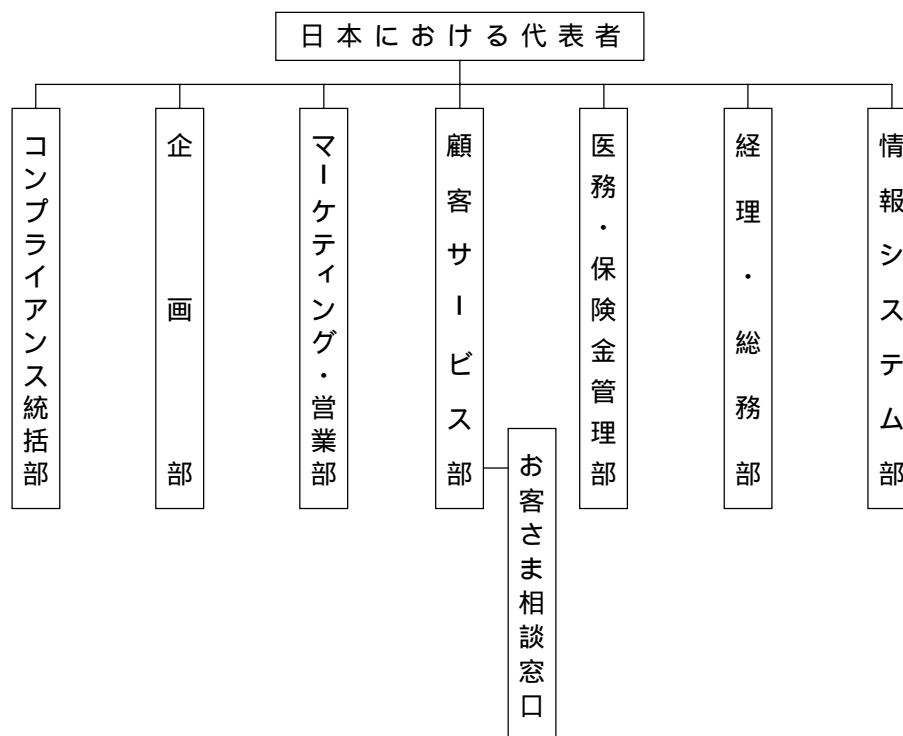 日本における代表者
コンプライアンス統括部
企画部
マーケティング・営業部
顧客サービス部
医務・保険金管理部
経理・総務部
情報システム部
お客さま相談窓口